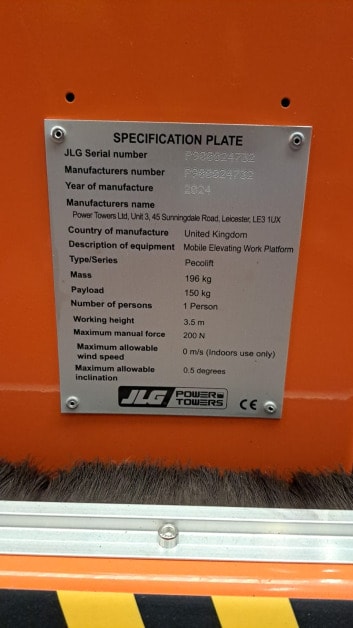 SPECIFICATION PLATE
JLG Serial number P900024732
Manufacturers number P900024732
Year of manufacture 2024
Manufacturers name
Power Towers Ltd, Unit 3, 45 Sunningdale Road, Leicester, LE3 1UX
Country of manufacture United Kingdom
Description of equipment Mobile Elevating Work Platform
Type/Series Pecolift
Mass 196 kg
Payload 150 kg
Number of persons 1 Person
Working height 3.5 m
Maximum manual force 200 N
Maximum allowable
wind speed 0 m/s (Indoors use only)
Maximum allowable
inclination 0.5 degrees
JLG POWER TOWERS CE